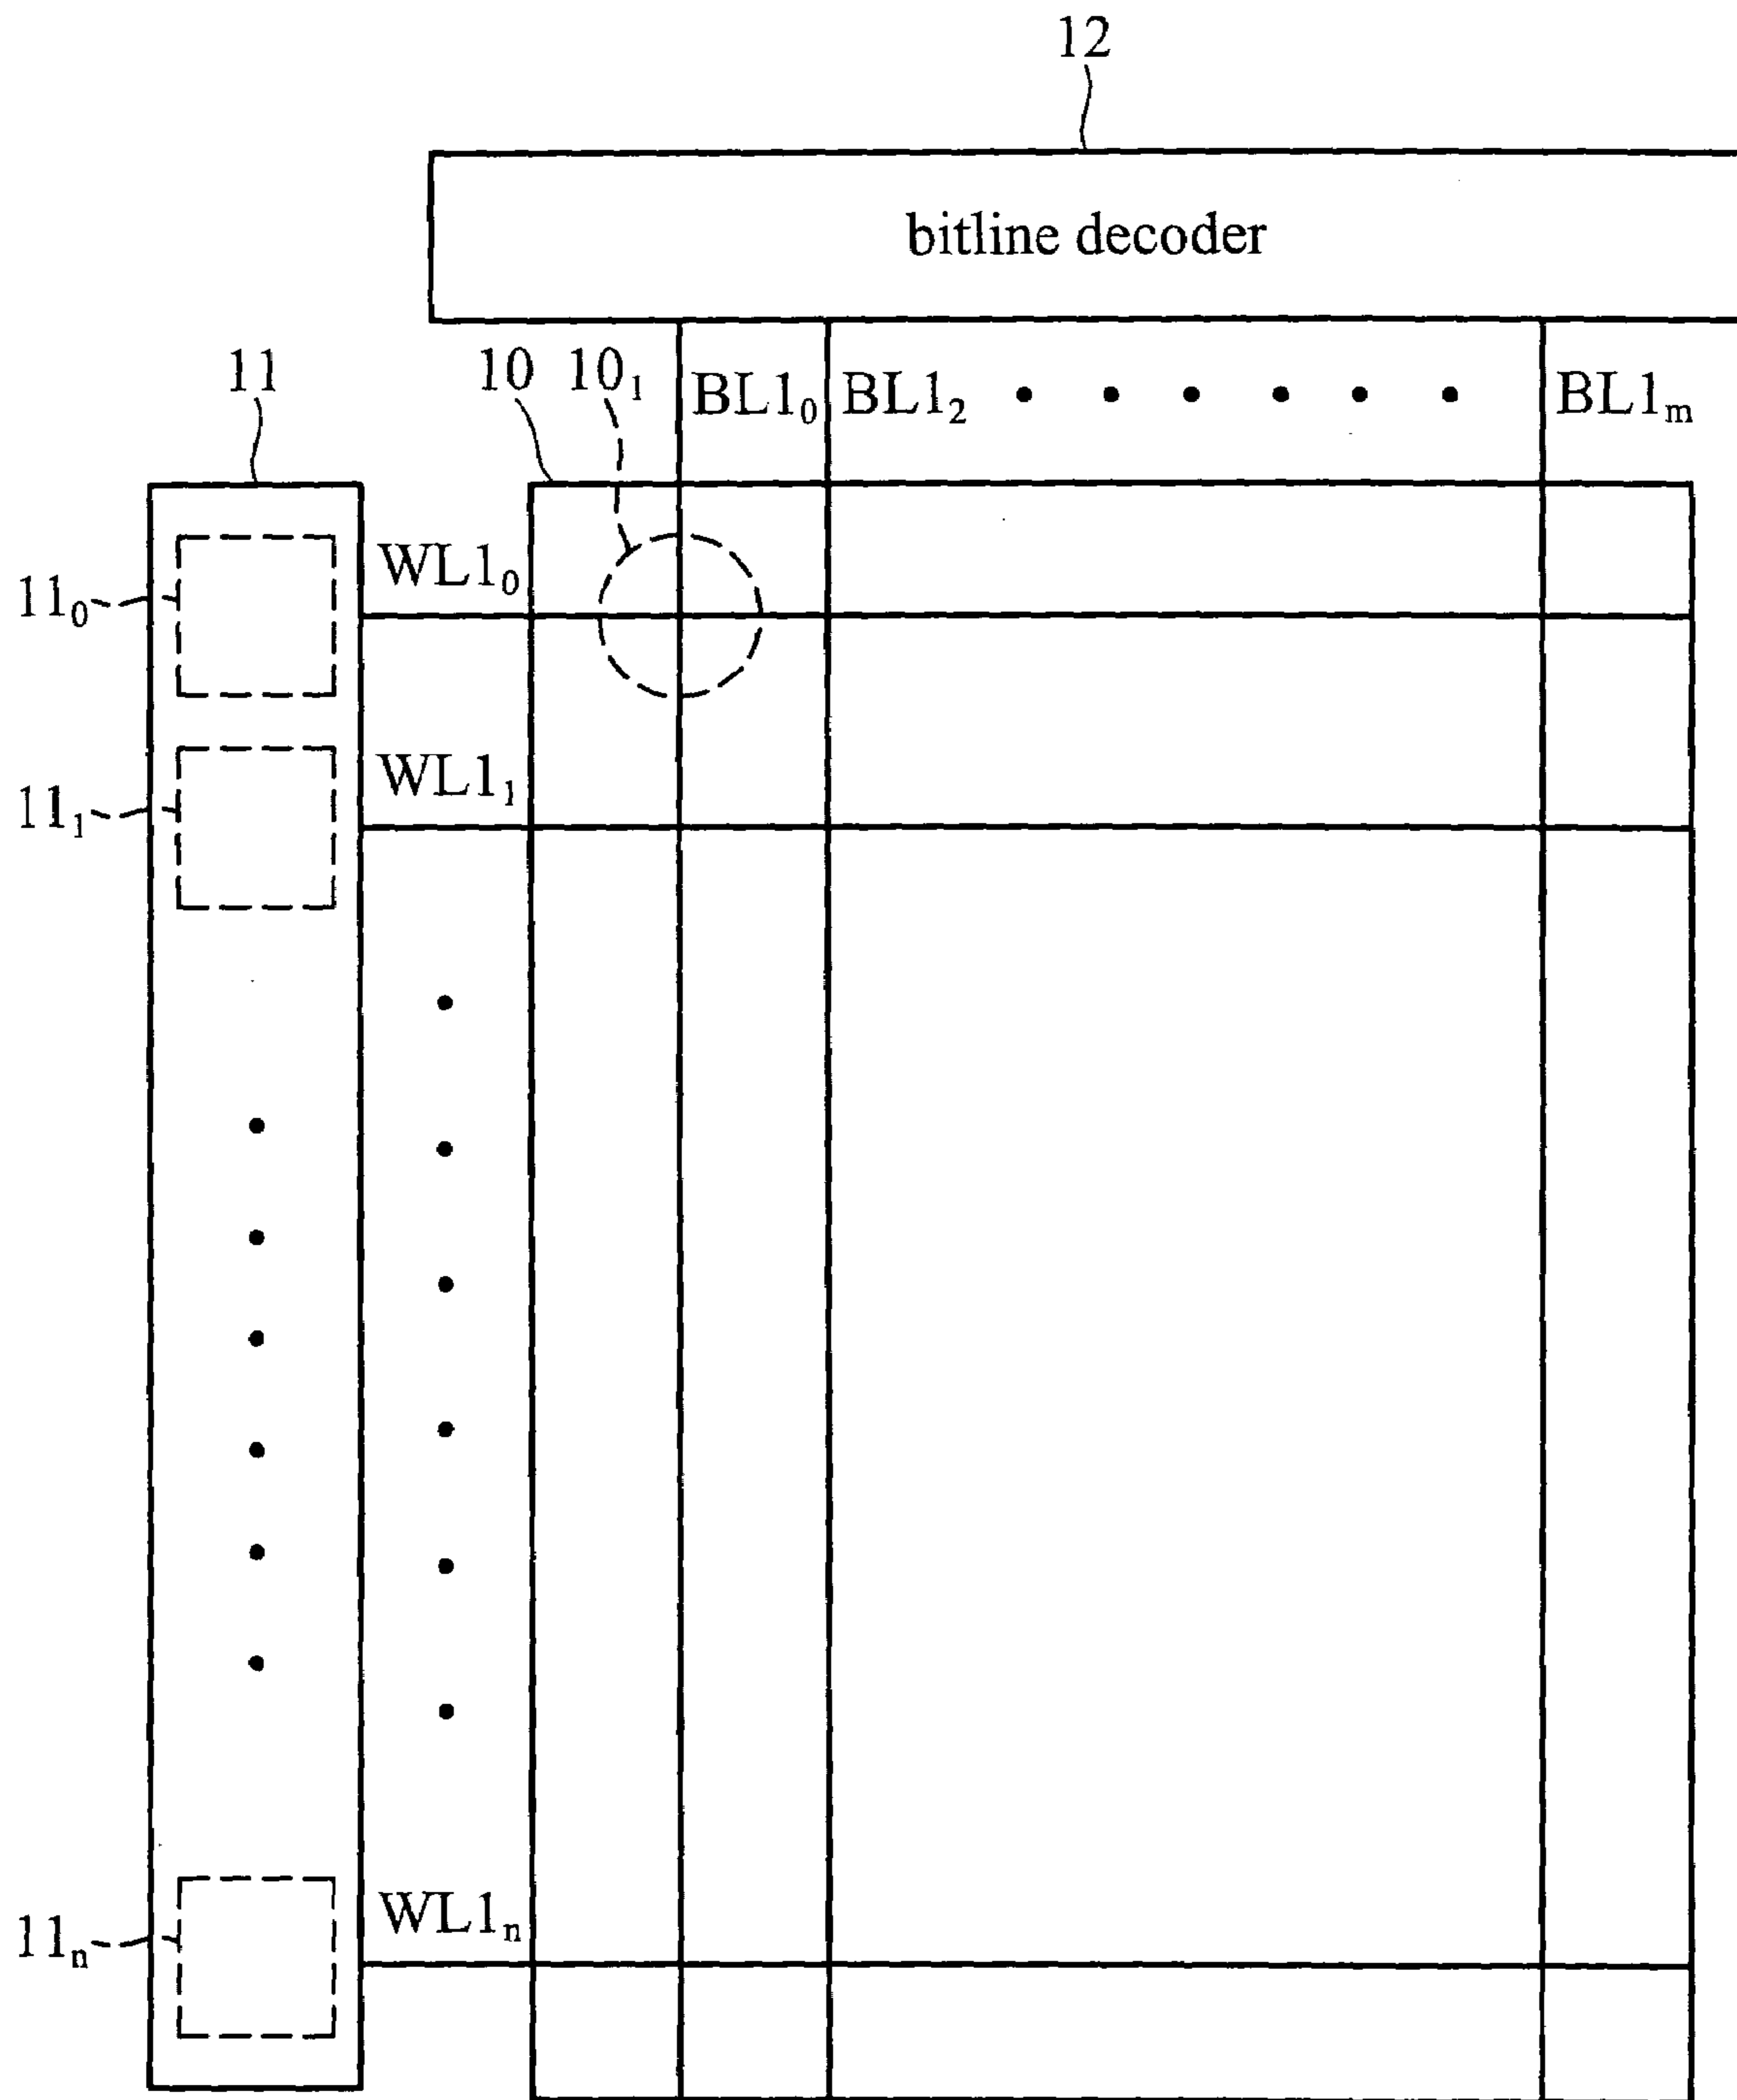 12
bitline decoder
11
10
10₁
BL1₀
BL1₂
BL1ₘ
WL1₀
11₀
WL1₁
11₁
WL1ₙ
11ₙ